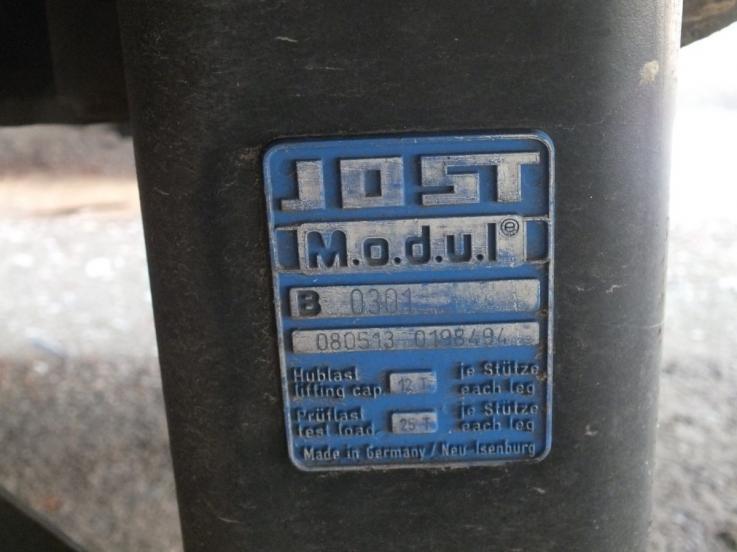 JOST
M.o.d.u.l®
B 0301
080513 0198494
Hublast 12 T je Stütze
lifting cap. each leg
Prüflast 25 T je Stütze
test load each leg
Made in Germany / Neu-Isenburg